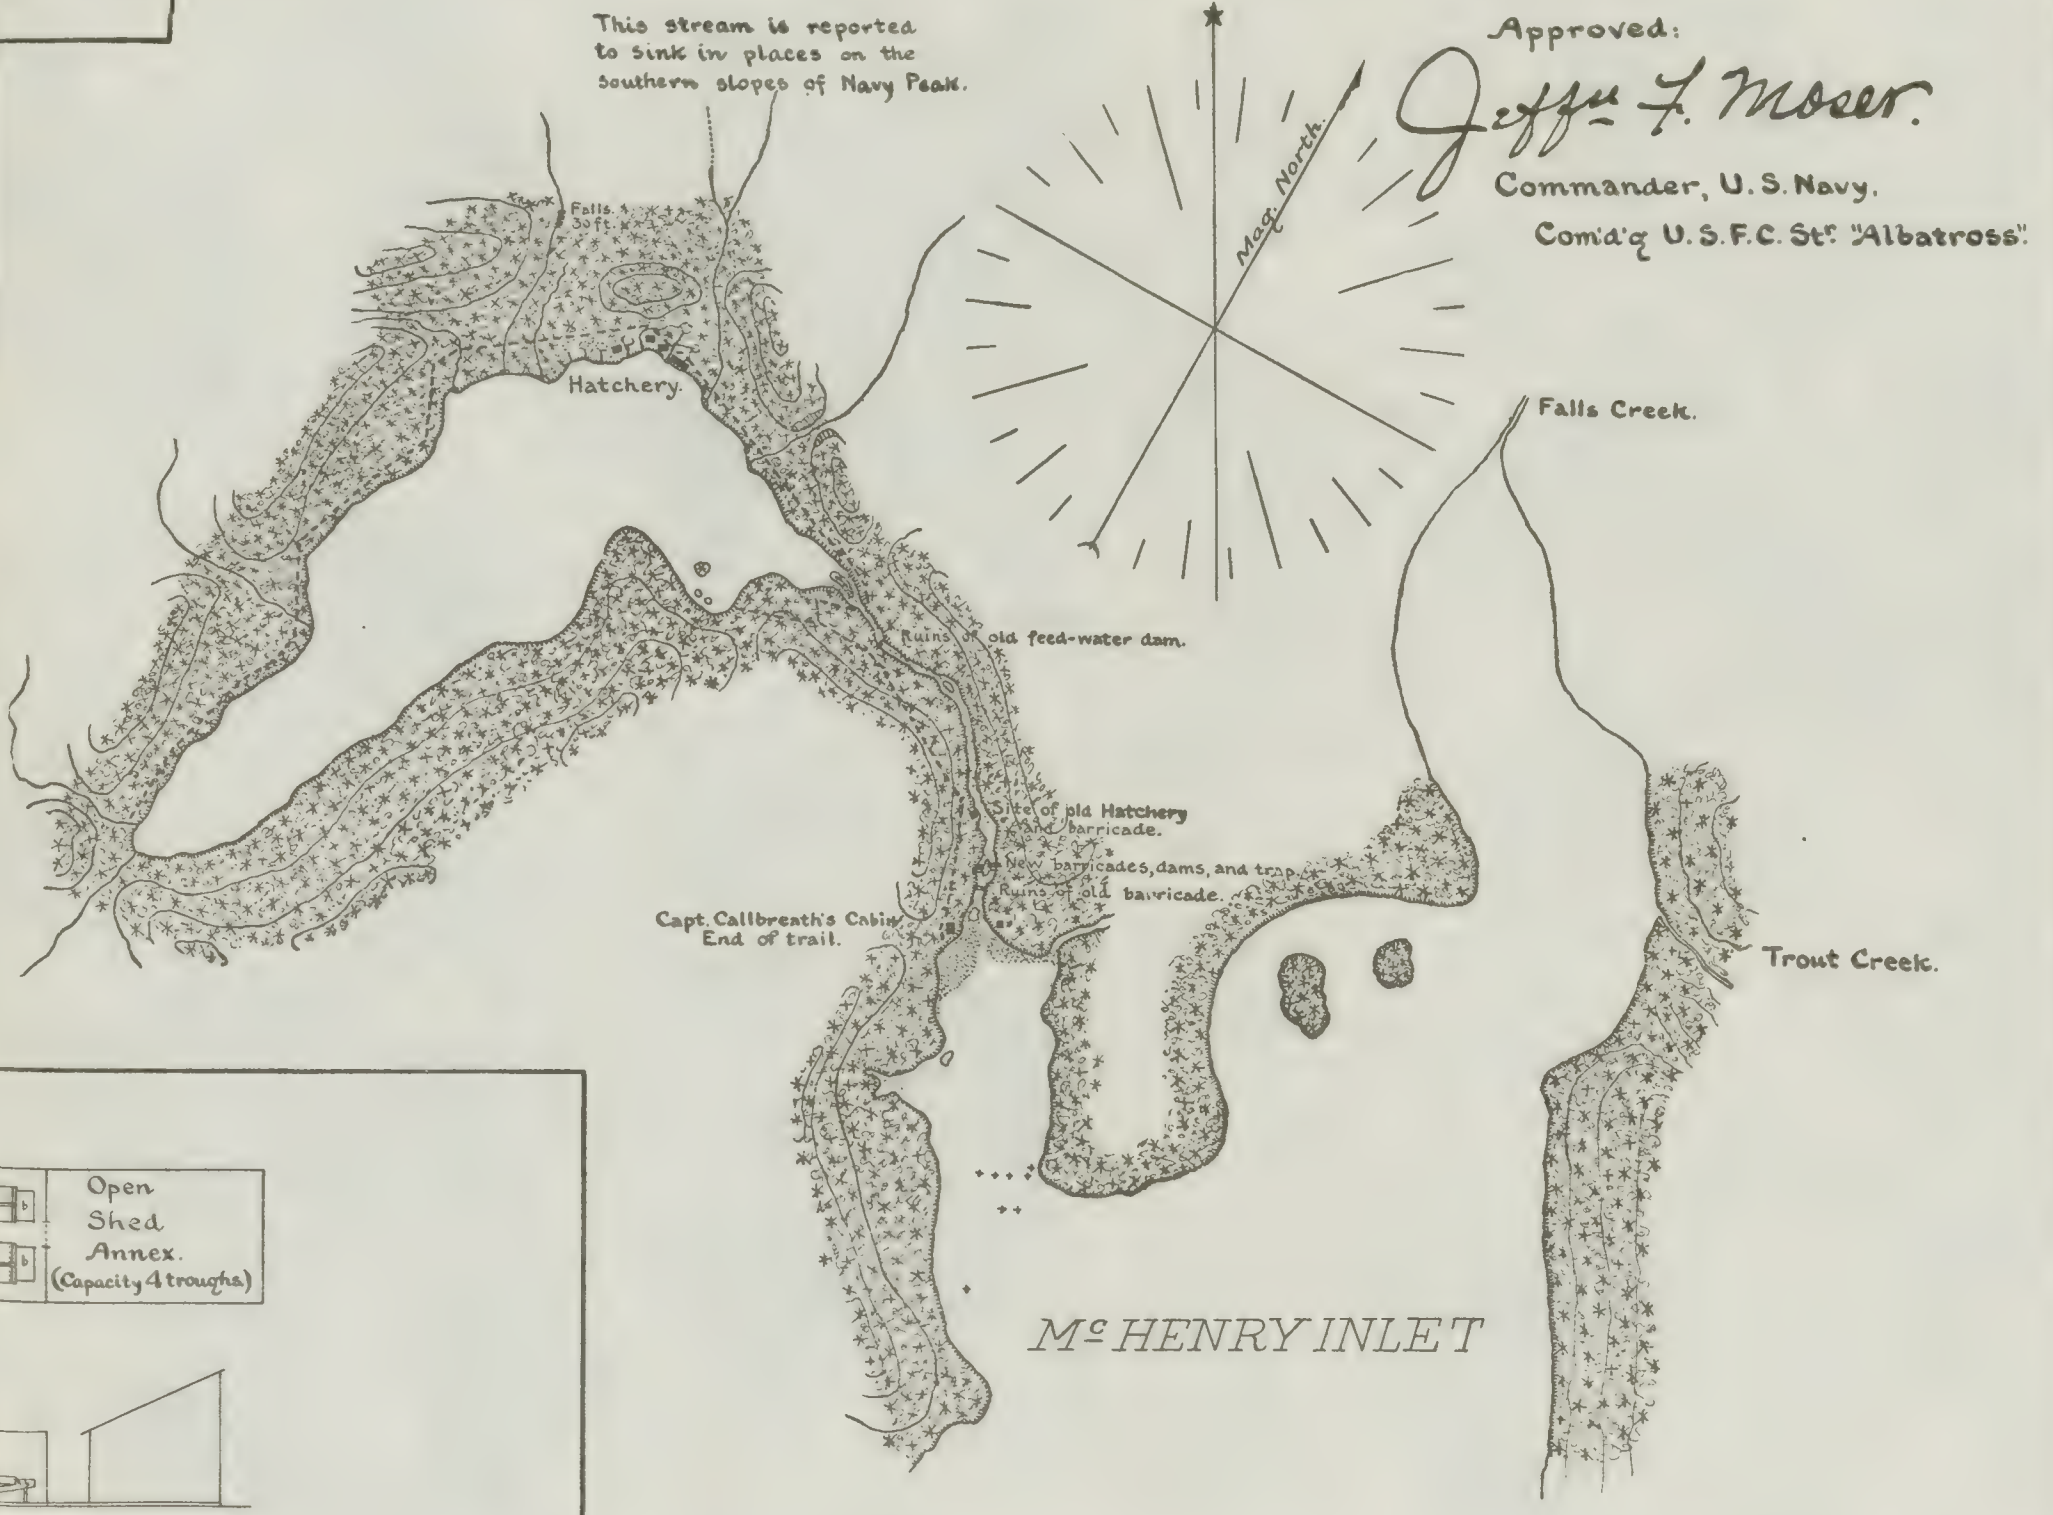 This stream is reported
to sink in places on the
southern slopes of Navy Peak.
Approved:
Jeffn F. Moser.
Commander, U.S. Navy.
Com'd'g U.S.F.C. Str. "Albatross".
Mag. North.
Falls.
30 ft.
Hatchery.
Falls Creek.
Ruins of old feed-water dam.
Site of old Hatchery
and barricade.
New barricades, dams, and trap.
Ruins of old barricade.
Capt. Callbreath's Cabin
End of trail.
Trout Creek.
b
b
Open
Shed
Annex.
(Capacity 4 troughs)
Mc HENRY INLET